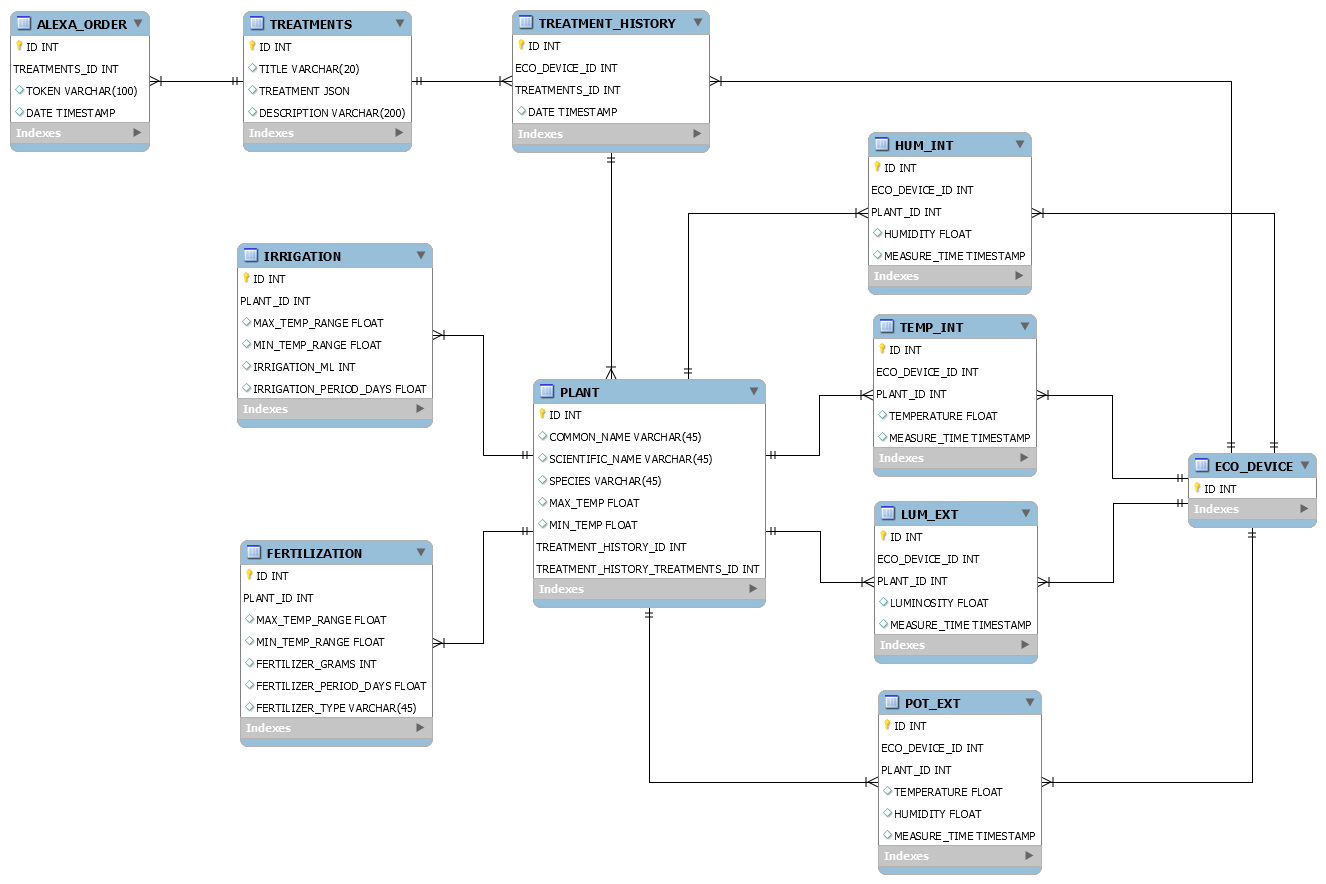 ALEXA_ORDER
ID INT
TREATMENTS_ID INT
TOKEN VARCHAR(100)
DATE TIMESTAMP
Indexes
TREATMENTS
ID INT
TITLE VARCHAR(20)
TREATMENT JSON
DESCRIPTION VARCHAR(200)
Indexes
TREATMENT_HISTORY
ID INT
ECO_DEVICE_ID INT
TREATMENTS_ID INT
DATE TIMESTAMP
Indexes
HUM_INT
ID INT
ECO_DEVICE_ID INT
PLANT_ID INT
HUMIDITY FLOAT
MEASURE_TIME TIMESTAMP
Indexes
IRRIGATION
ID INT
PLANT_ID INT
MAX_TEMP_RANGE FLOAT
MIN_TEMP_RANGE FLOAT
IRRIGATION_ML INT
IRRIGATION_PERIOD_DAYS FLOAT
Indexes
TEMP_INT
ID INT
ECO_DEVICE_ID INT
PLANT_ID INT
TEMPERATURE FLOAT
MEASURE_TIME TIMESTAMP
Indexes
PLANT
ID INT
COMMON_NAME VARCHAR(45)
SCIENTIFIC_NAME VARCHAR(45)
SPECIES VARCHAR(45)
MAX_TEMP FLOAT
MIN_TEMP FLOAT
TREATMENT_HISTORY_ID INT
TREATMENT_HISTORY_TREATMENTS_ID INT
Indexes
ECO_DEVICE
ID INT
Indexes
LUM_EXT
ID INT
ECO_DEVICE_ID INT
PLANT_ID INT
LUMINOSITY FLOAT
MEASURE_TIME TIMESTAMP
Indexes
FERTILIZATION
ID INT
PLANT_ID INT
MAX_TEMP_RANGE FLOAT
MIN_TEMP_RANGE FLOAT
FERTILIZER_GRAMS INT
FERTILIZER_PERIOD_DAYS FLOAT
FERTILIZER_TYPE VARCHAR(45)
Indexes
POT_EXT
ID INT
ECO_DEVICE_ID INT
PLANT_ID INT
TEMPERATURE FLOAT
HUMIDITY FLOAT
MEASURE_TIME TIMESTAMP
Indexes